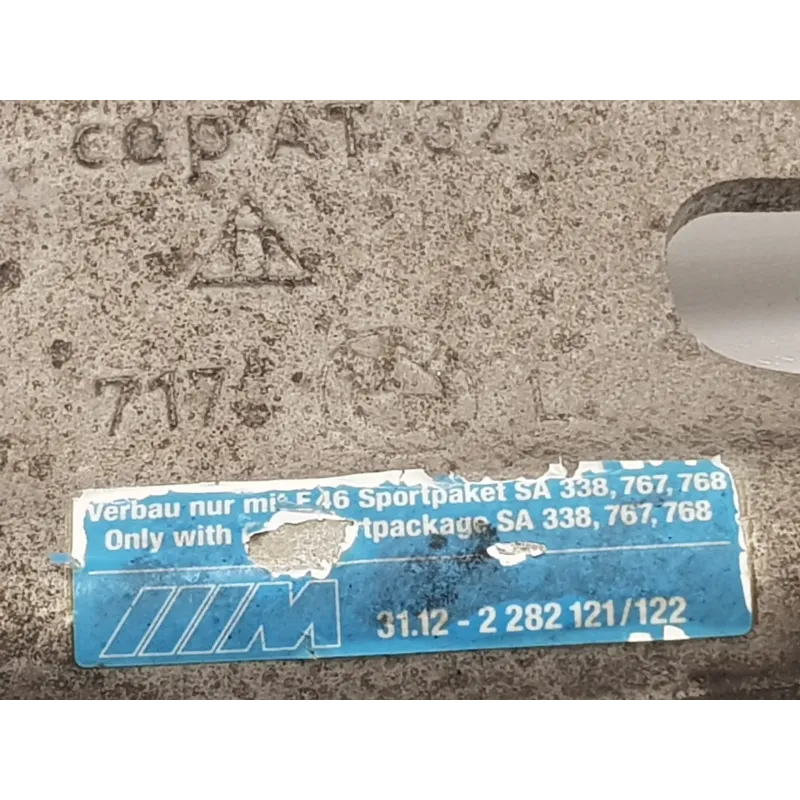 cap AT 32
717
L
Verbau nur mit E46 Sportpaket SA 338, 767, 768
Only with tpackage SA 338, 767, 768
M 31.12 - 2 282 121/122